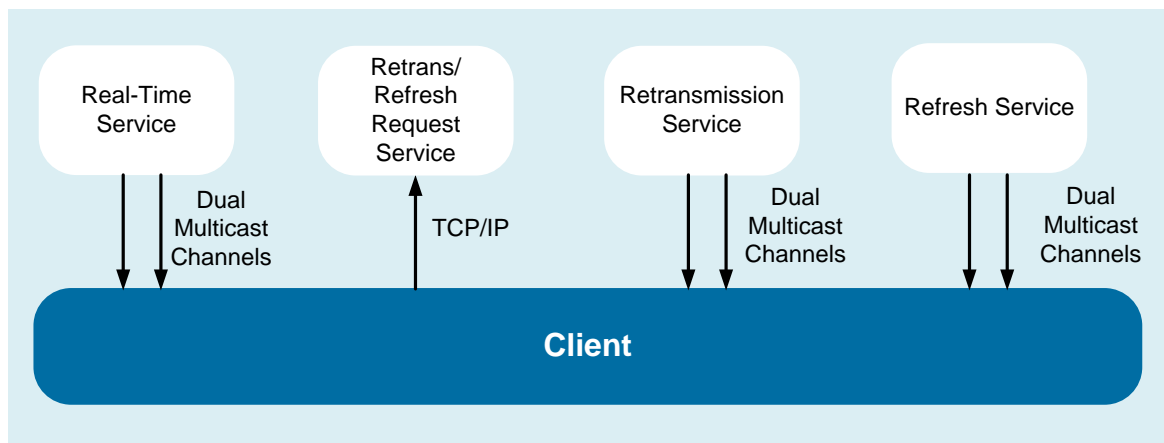 Real-Time
Service
Retrans/
Refresh
Request
Service
Retransmission
Service
Refresh Service
Dual
Multicast
Channels
TCP/IP
Dual
Multicast
Channels
Dual
Multicast
Channels
Client